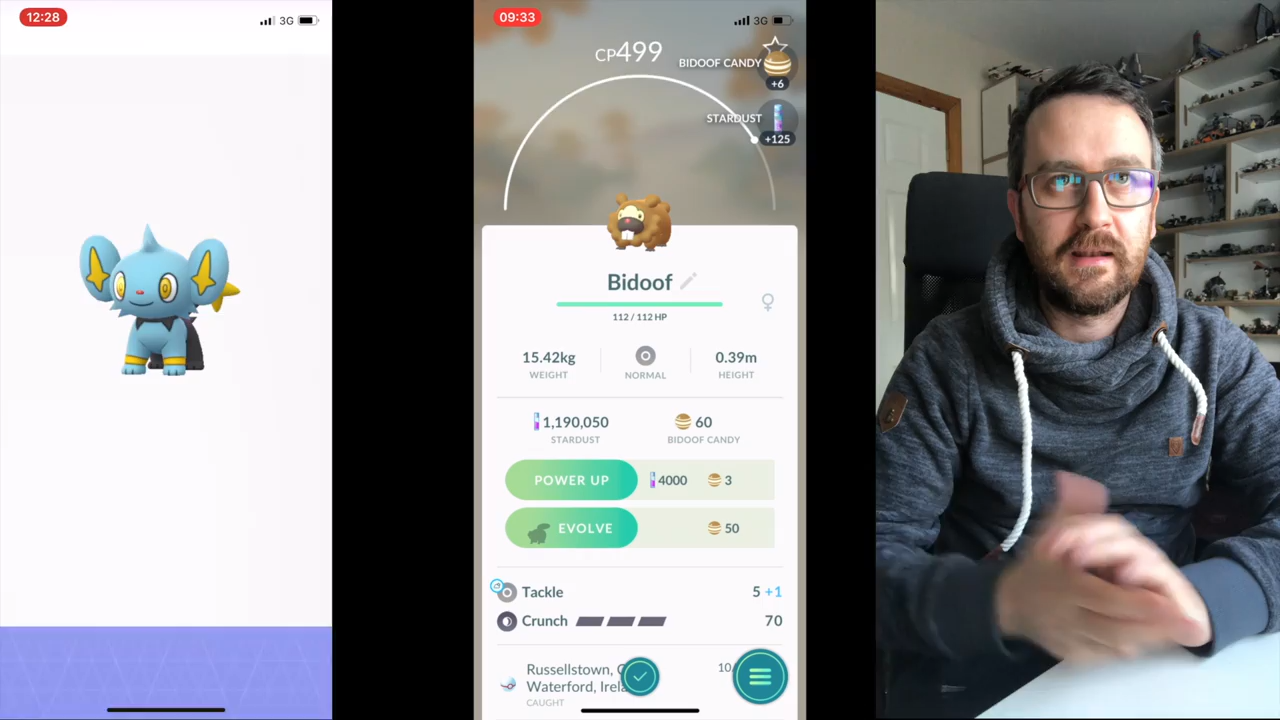 12:28
3G
09:33
3G
CP499
BIDOOF CANDY
+6
STARDUST
+125
Bidoof
112 / 112 HP
15.42kg
WEIGHT
NORMAL
0.39m
HEIGHT
1,190,050
STARDUST
60
BIDOOF CANDY
POWER UP
4000
3
EVOLVE
50
Tackle
5 +1
Crunch
70
Russellstown,
10
Waterford,
CAUGHT